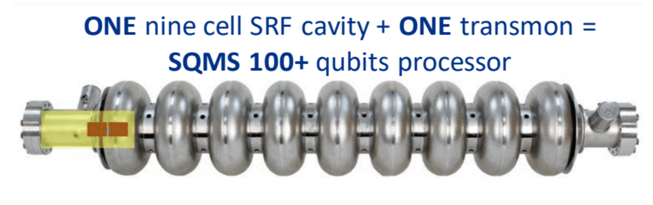 ONE nine cell SRF cavity + ONE transmon =
SQMS 100+ qubits processor